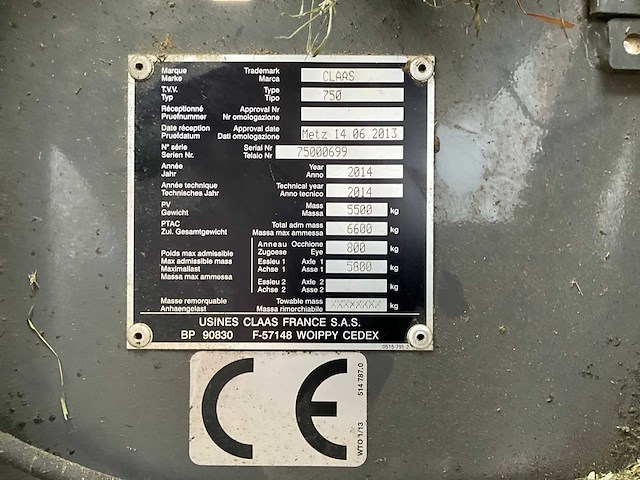 Marque Trademark
Marke Marca CLAAS
T.V.V. Type
Typ Tipo 750
Réceptionné Approval Nr
Pruefnummer Nr omologazione
Date réception Approval date
Pruefdatum Dati omologazione Metz 14.06.2013
N° série Serial Nr
Serien Nr. Telaio Nr 75000699
Année Year
Jahr Anno 2014
Année technique Technical year
Technisches Jahr Anno tecnico 2014
PV Mass
Gewicht Massa 5500 kg
PTAC Total adm mass
Zul. Gesamtgewicht Massa max ammessa 6600 kg
Poids max admissible
Max admissible mass
Maximallast
Massa max ammessa
Anneau Occhione
Zugoese Eye 800 kg
Essieu 1 Axle 1
Achse 1 Asse 1 5800 kg
Essieu 2 Axle 2
Achse 2 Asse 2 kg
Masse remorquable Towable mass
Anhaengelast Massa rimorchiabile XXXXXXXX kg
USINES CLAAS FRANCE S.A.S.
BP 90830 F-57148 WOIPPY CEDEX
CE
WTO 1/13 514 787.0